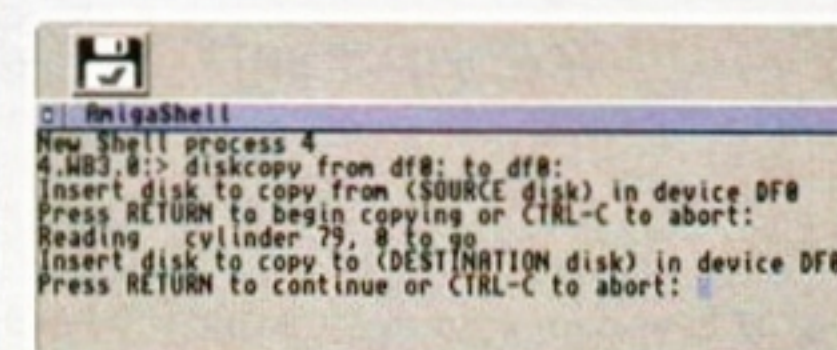 AmigaShell
New Shell process 4
4.WB3.0:> diskcopy from df0: to df0:
Insert disk to copy from (SOURCE disk) in device DF0
Press RETURN to begin copying or CTRL-C to abort:
Reading   cylinder 79, 0 to go
Insert disk to copy to (DESTINATION disk) in device DF0
Press RETURN to continue or CTRL-C to abort: